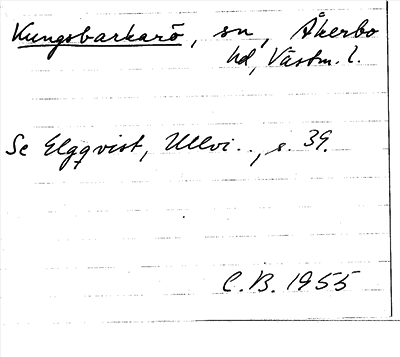 Kungsbarkarö, sn, Åkerbo
hd, Västm. l.
Se Elgqvist, Ullvi.., s. 39.
C.B. 1955